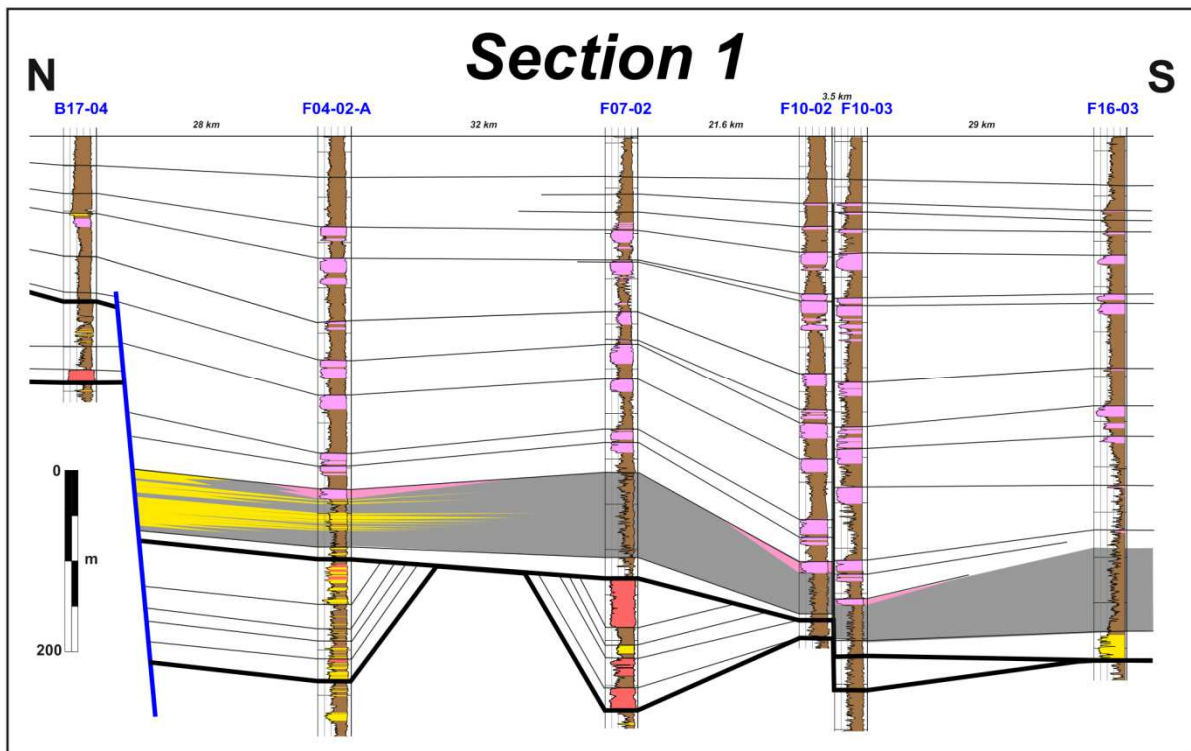 Section 1
N
S
3.5 km
B17-04
F04-02-A
F07-02
F10-02
F10-03
F16-03
28 km
32 km
21.6 km
29 km
0
m
200